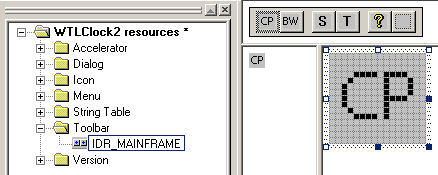 WTLClock2 resources *
Accelerator
Dialog
Icon
Menu
String Table
Toolbar
IDR_MAINFRAME
Version
CP BW S T ?
CP
CP